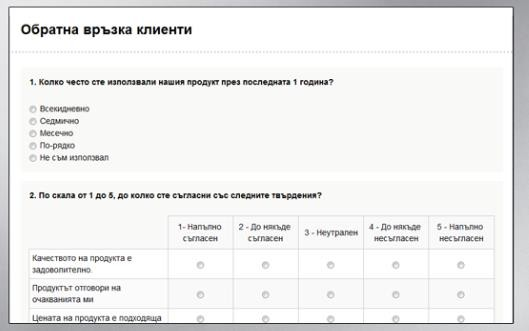 Обратна връзка клиенти
1. Колко често сте използвали нашия продукт през последната 1 година?
Всекидневно
Седмично
Месечно
По-рядко
Не съм използвал
2. По скала от 1 до 5, до колко сте съгласни със следните твърдения?
1- Напълно съгласен
2 - До някъде съгласен
3 - Неутрален
4 - До някъде несъгласен
5 - Напълно несъгласен
Качеството на продукта е
задоволително.
Продуктът отговори на
очакванията ми
Цената на продукта е подходяща